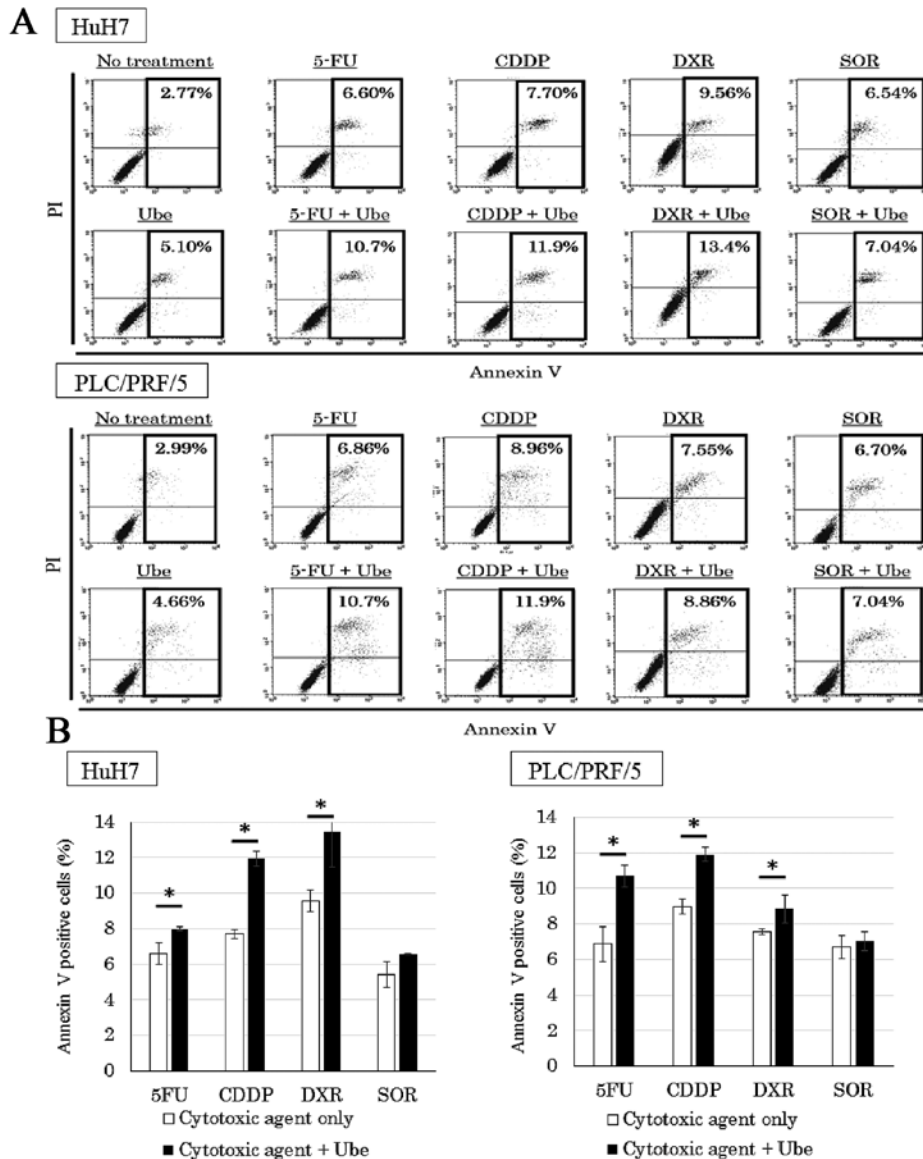 A
HuH7
No treatment 5-FU CDDP DXR SOR
2.77% 6.60% 7.70% 9.56% 6.54%
PI
Ube 5-FU + Ube CDDP + Ube DXR + Ube SOR + Ube
5.10% 10.7% 11.9% 13.4% 7.04%
Annexin V
PLC/PRF/5
No treatment 5-FU CDDP DXR SOR
2.99% 6.86% 8.96% 7.55% 6.70%
PI
Ube 5-FU + Ube CDDP + Ube DXR + Ube SOR + Ube
4.66% 10.7% 11.9% 8.86% 7.04%
Annexin V
B
HuH7
Annexin V positive cells (%)
14
12
10
8
6
4
2
0
* * *
5FU CDDP DXR SOR
Cytotoxic agent only
Cytotoxic agent + Ube
PLC/PRF/5
Annexin V positive cells (%)
14
12
10
8
6
4
2
0
* * *
5FU CDDP DXR SOR
Cytotoxic agent only
Cytotoxic agent + Ube